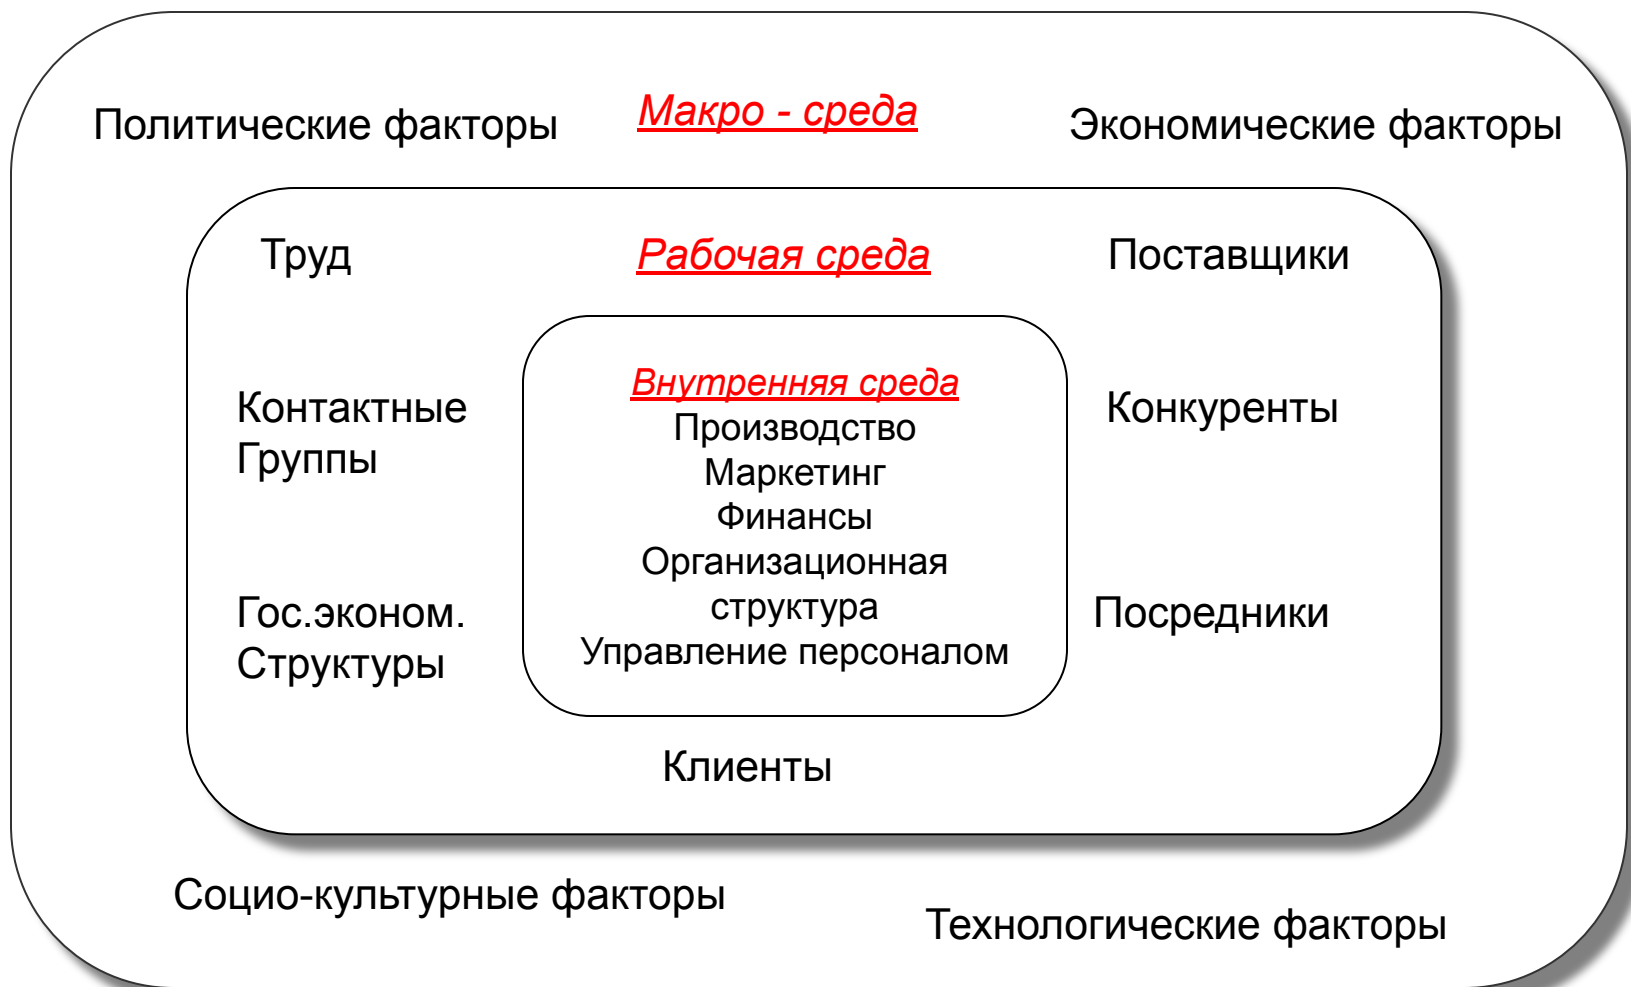 Политические факторы
Макро - среда
Экономические факторы
Труд
Рабочая среда
Поставщики
Контактные
Группы
Внутренняя среда
Производство
Маркетинг
Финансы
Организационная
структура
Управление персоналом
Конкуренты
Гос.эконом.
Структуры
Посредники
Клиенты
Социо-культурные факторы
Технологические факторы